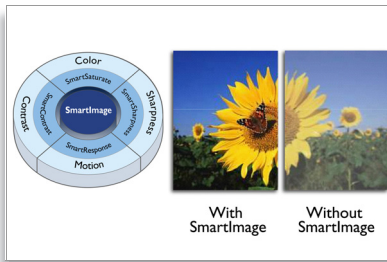 Color
SmartSaturate
Contrast
SmartContrast
SmartImage
SmartSharpness
Sharpness
SmartResponse
Motion
With
SmartImage
Without
SmartImage